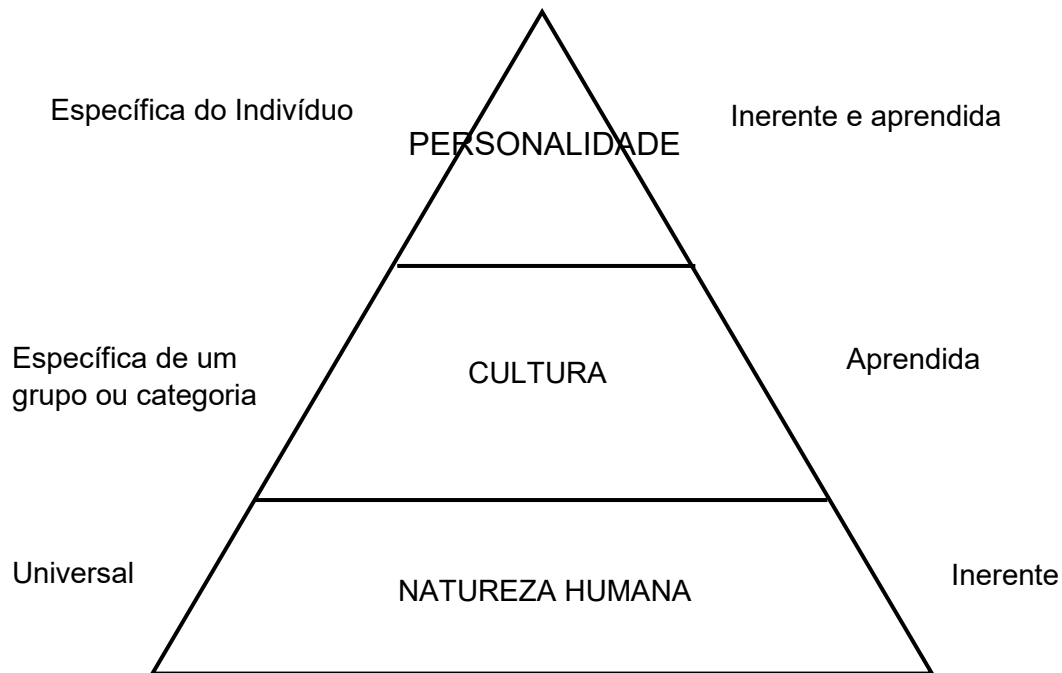 Específica do Indivíduo
PERSONALIDADE
Inerente e aprendida
Específica de um
grupo ou categoria
CULTURA
Aprendida
Universal
NATUREZA HUMANA
Inerente